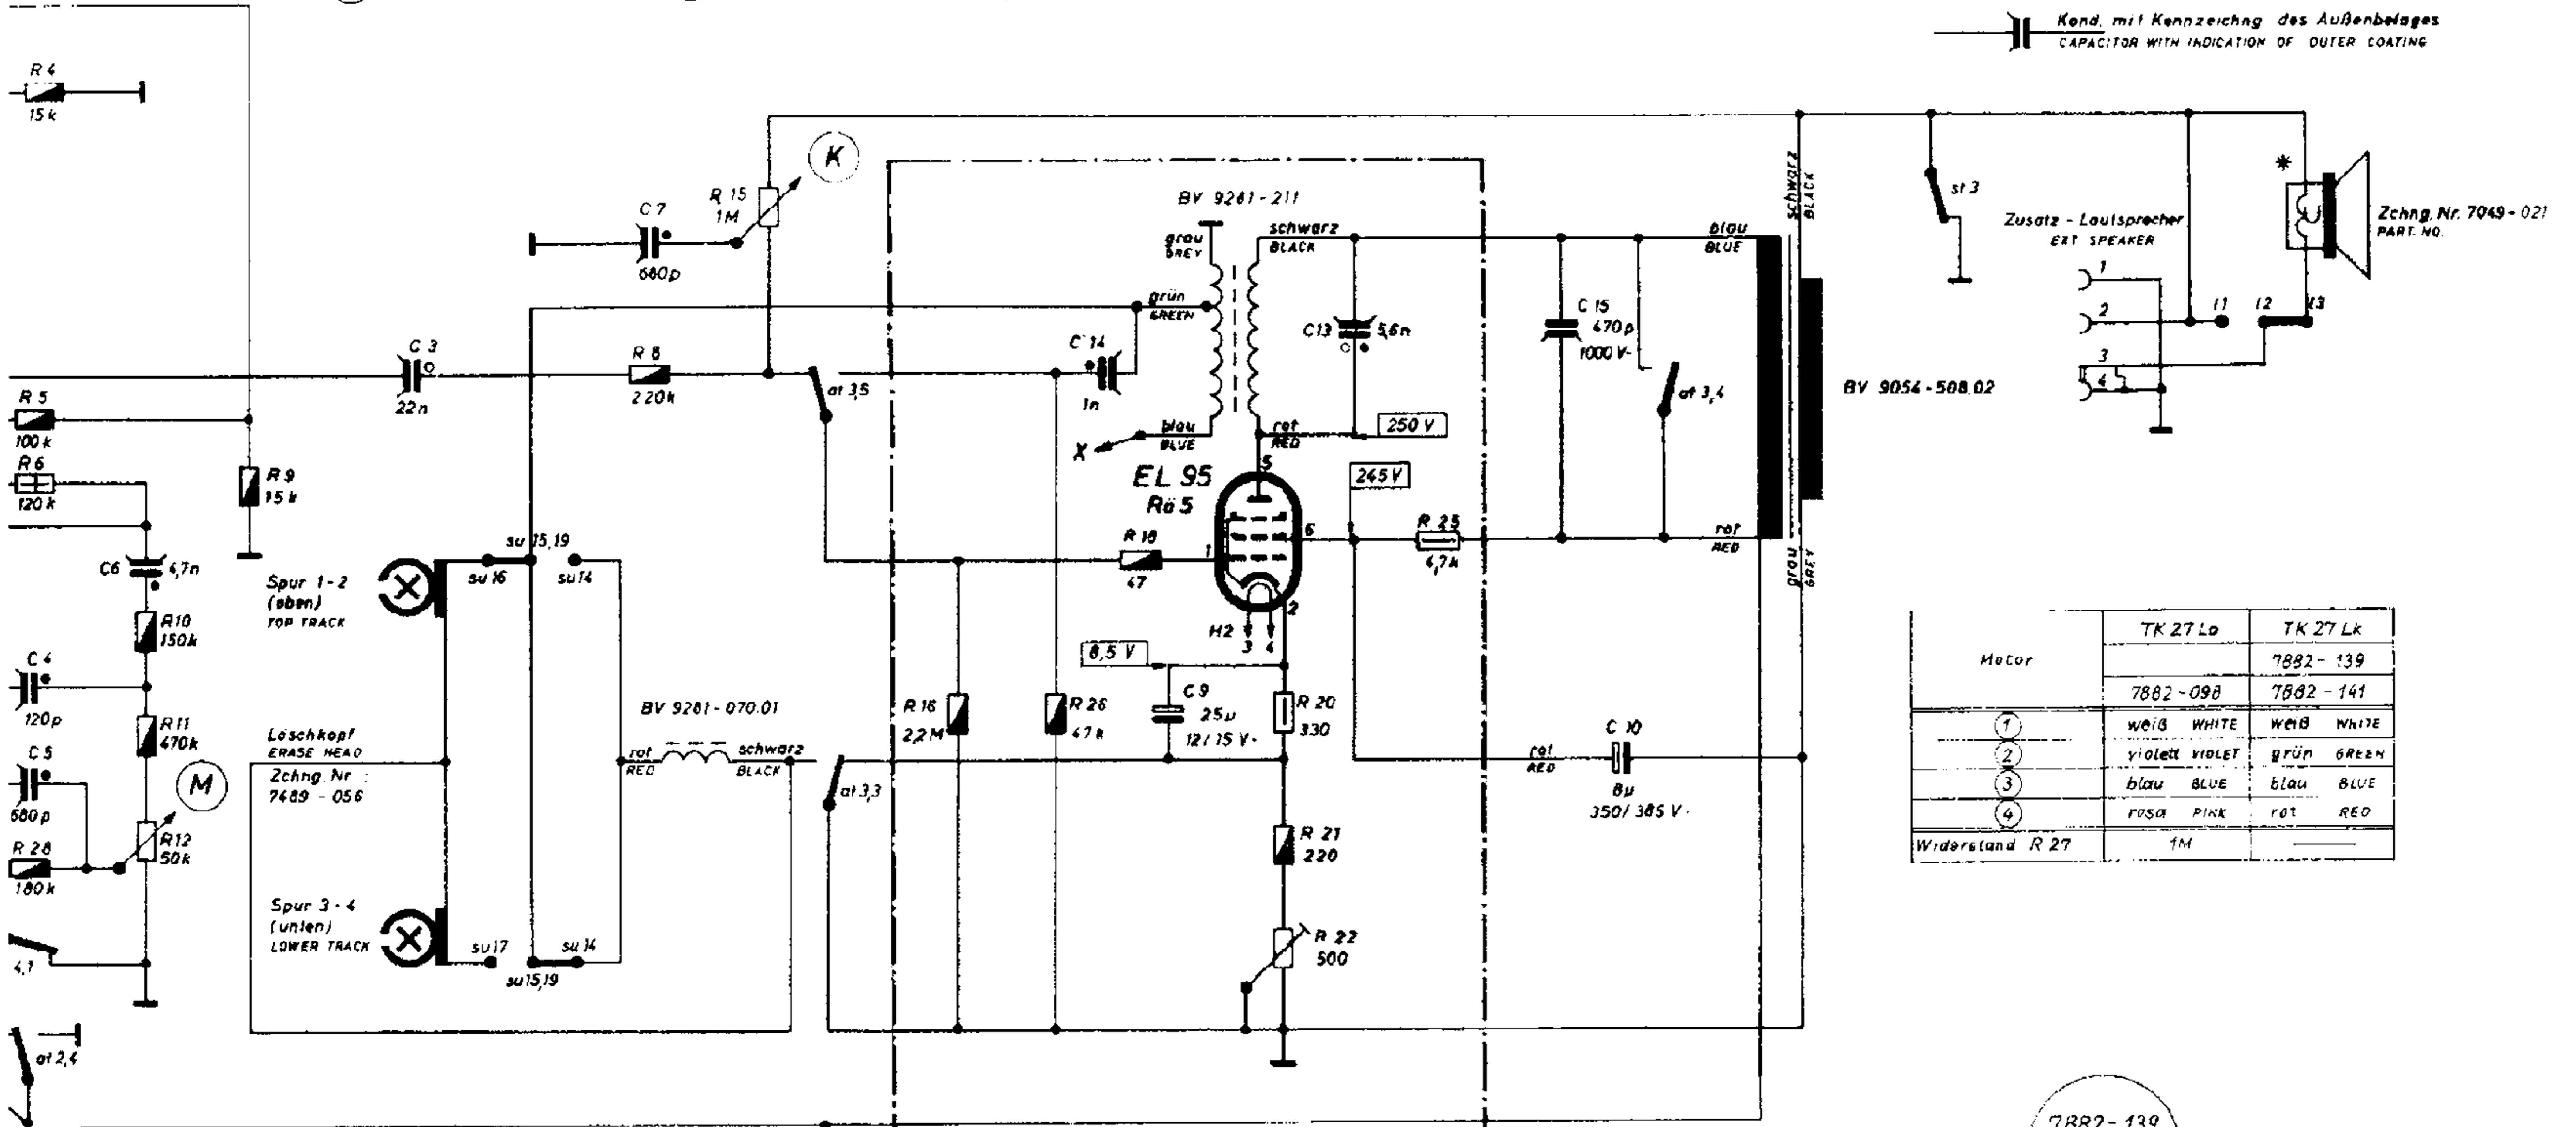 Kond. mit Kennzeichng des Außenbelages
CAPACITOR WITH INDICATION OF OUTER COATING
R 4
15 k
K
R 15
1M
C 7
680p
BV 9281-211
grau
GREY
schwarz
BLACK
blau
BLUE
schwarz
BLACK
st 3
Zusatz - Lautsprecher
EXT SPEAKER
Zchng. Nr. 7049-021
PART. NO.
1
2
3
4
grün
GREEN
C 3
22n
R 8
220k
at 3,5
C 14
1n
C13
5,6n
C 15
470p
1000 V-
at 3,4
BV 9054-508.02
R 5
100 k
R 6
120 k
R 9
15 k
X
blau
BLUE
rot
RED
250 V
EL 95
Rö 5
5
245V
C6
4,7n
su 15,19
su 16
su 14
R 18
47
1
6
R 25
4,7k
rot
RED
grau
GREY
Spur 1-2
(oben)
TOP TRACK
R10
150k
H2
3
4
2
8,5 V
C 4
120p
R11
470k
Löschkopf
ERASE HEAD
Zchng. Nr :
7489 - 056
BV 9281-070.01
rot
RED
schwarz
BLACK
R 16
2,2M
R 26
47k
C 9
25µ
12/15 V-
R 20
330
C 10
rot
RED
8µ
350/385 V-
C 5
680p
M
at 3,3
R 28
180k
R12
50k
R 21
220
Spur 3-4
(unten)
LOWER TRACK
su 17
su 14
su 15,19
R 22
500
4,1
at 2,4
Motor
TK 27 Lo
TK 27 Lk
7882-139
7882-098
7882-141
1
weiß WHITE
weiß WHITE
2
violett VIOLET
grün GREEN
3
blau BLUE
blau BLUE
4
rosa PINK
rot RED
Widerstand R 27
1M
7882-139